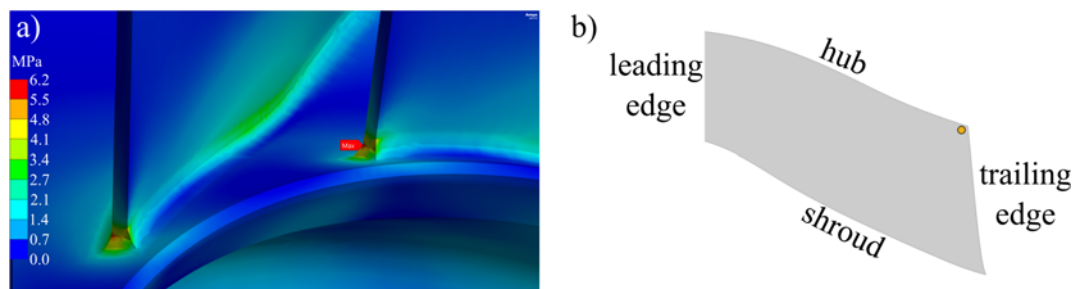 a)
MPa
6.2
5.5
4.8
4.1
3.4
2.7
2.1
1.4
0.7
0.0
Max
b)
hub
leading
edge
trailing
edge
shroud